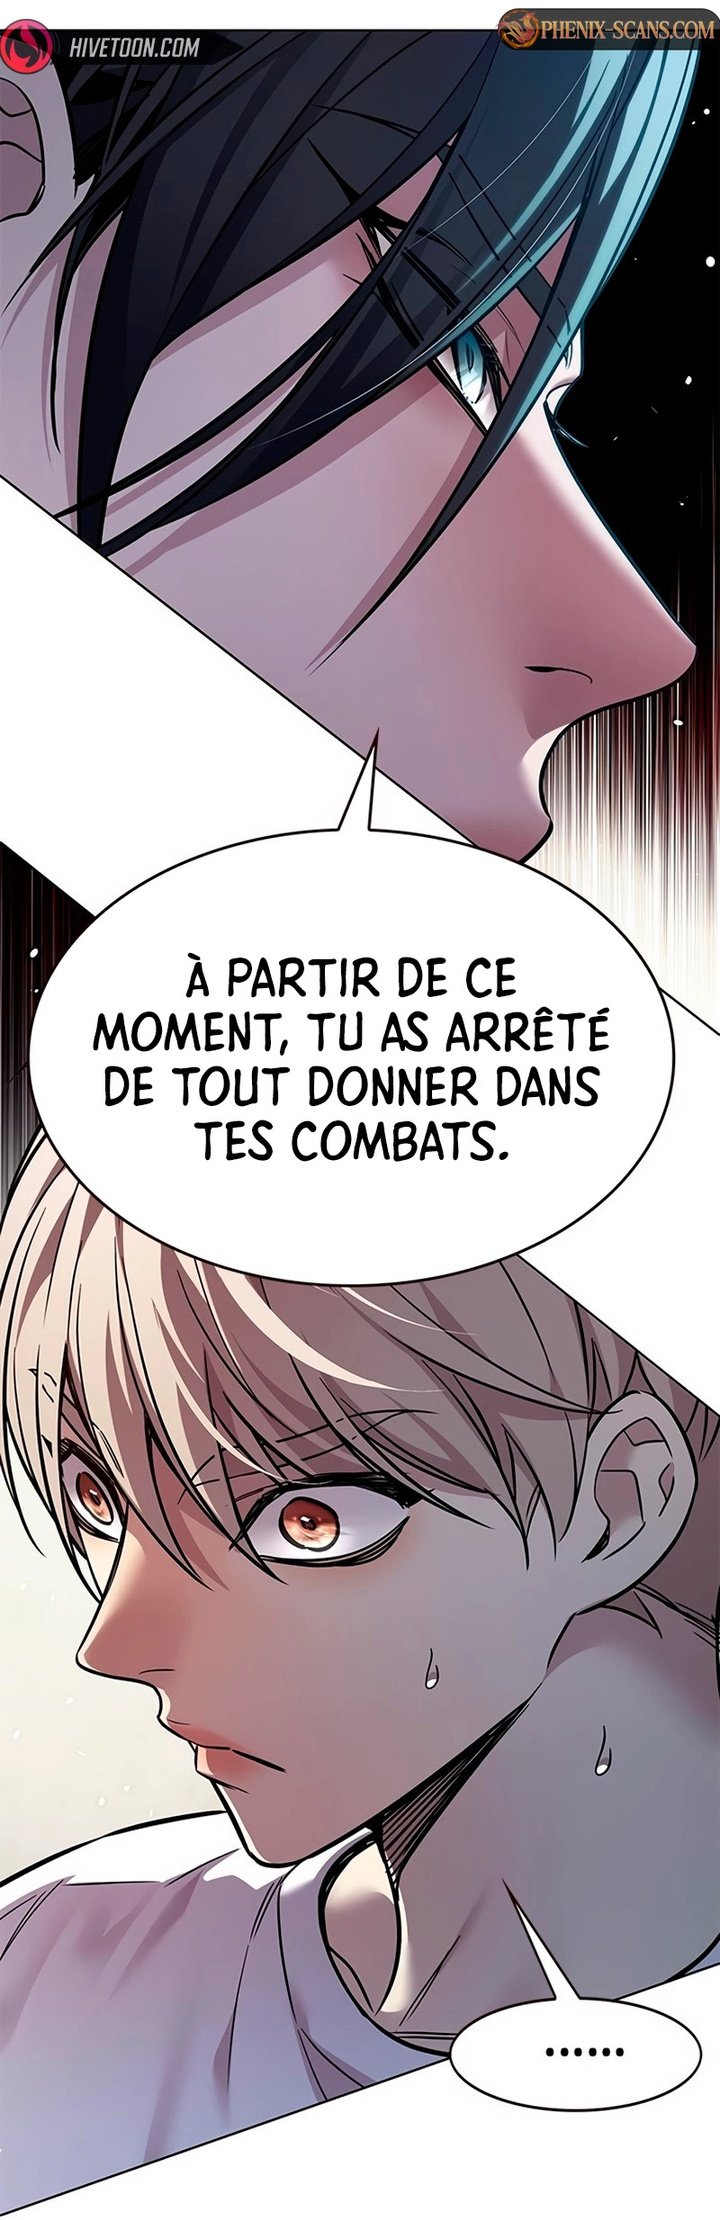 HIVETOON.COM
PHENIX-SCANS.COM
À PARTIR DE CE
MOMENT, TU AS ARRÊTÉ
DE TOUT DONNER DANS
TES COMBATS.
......